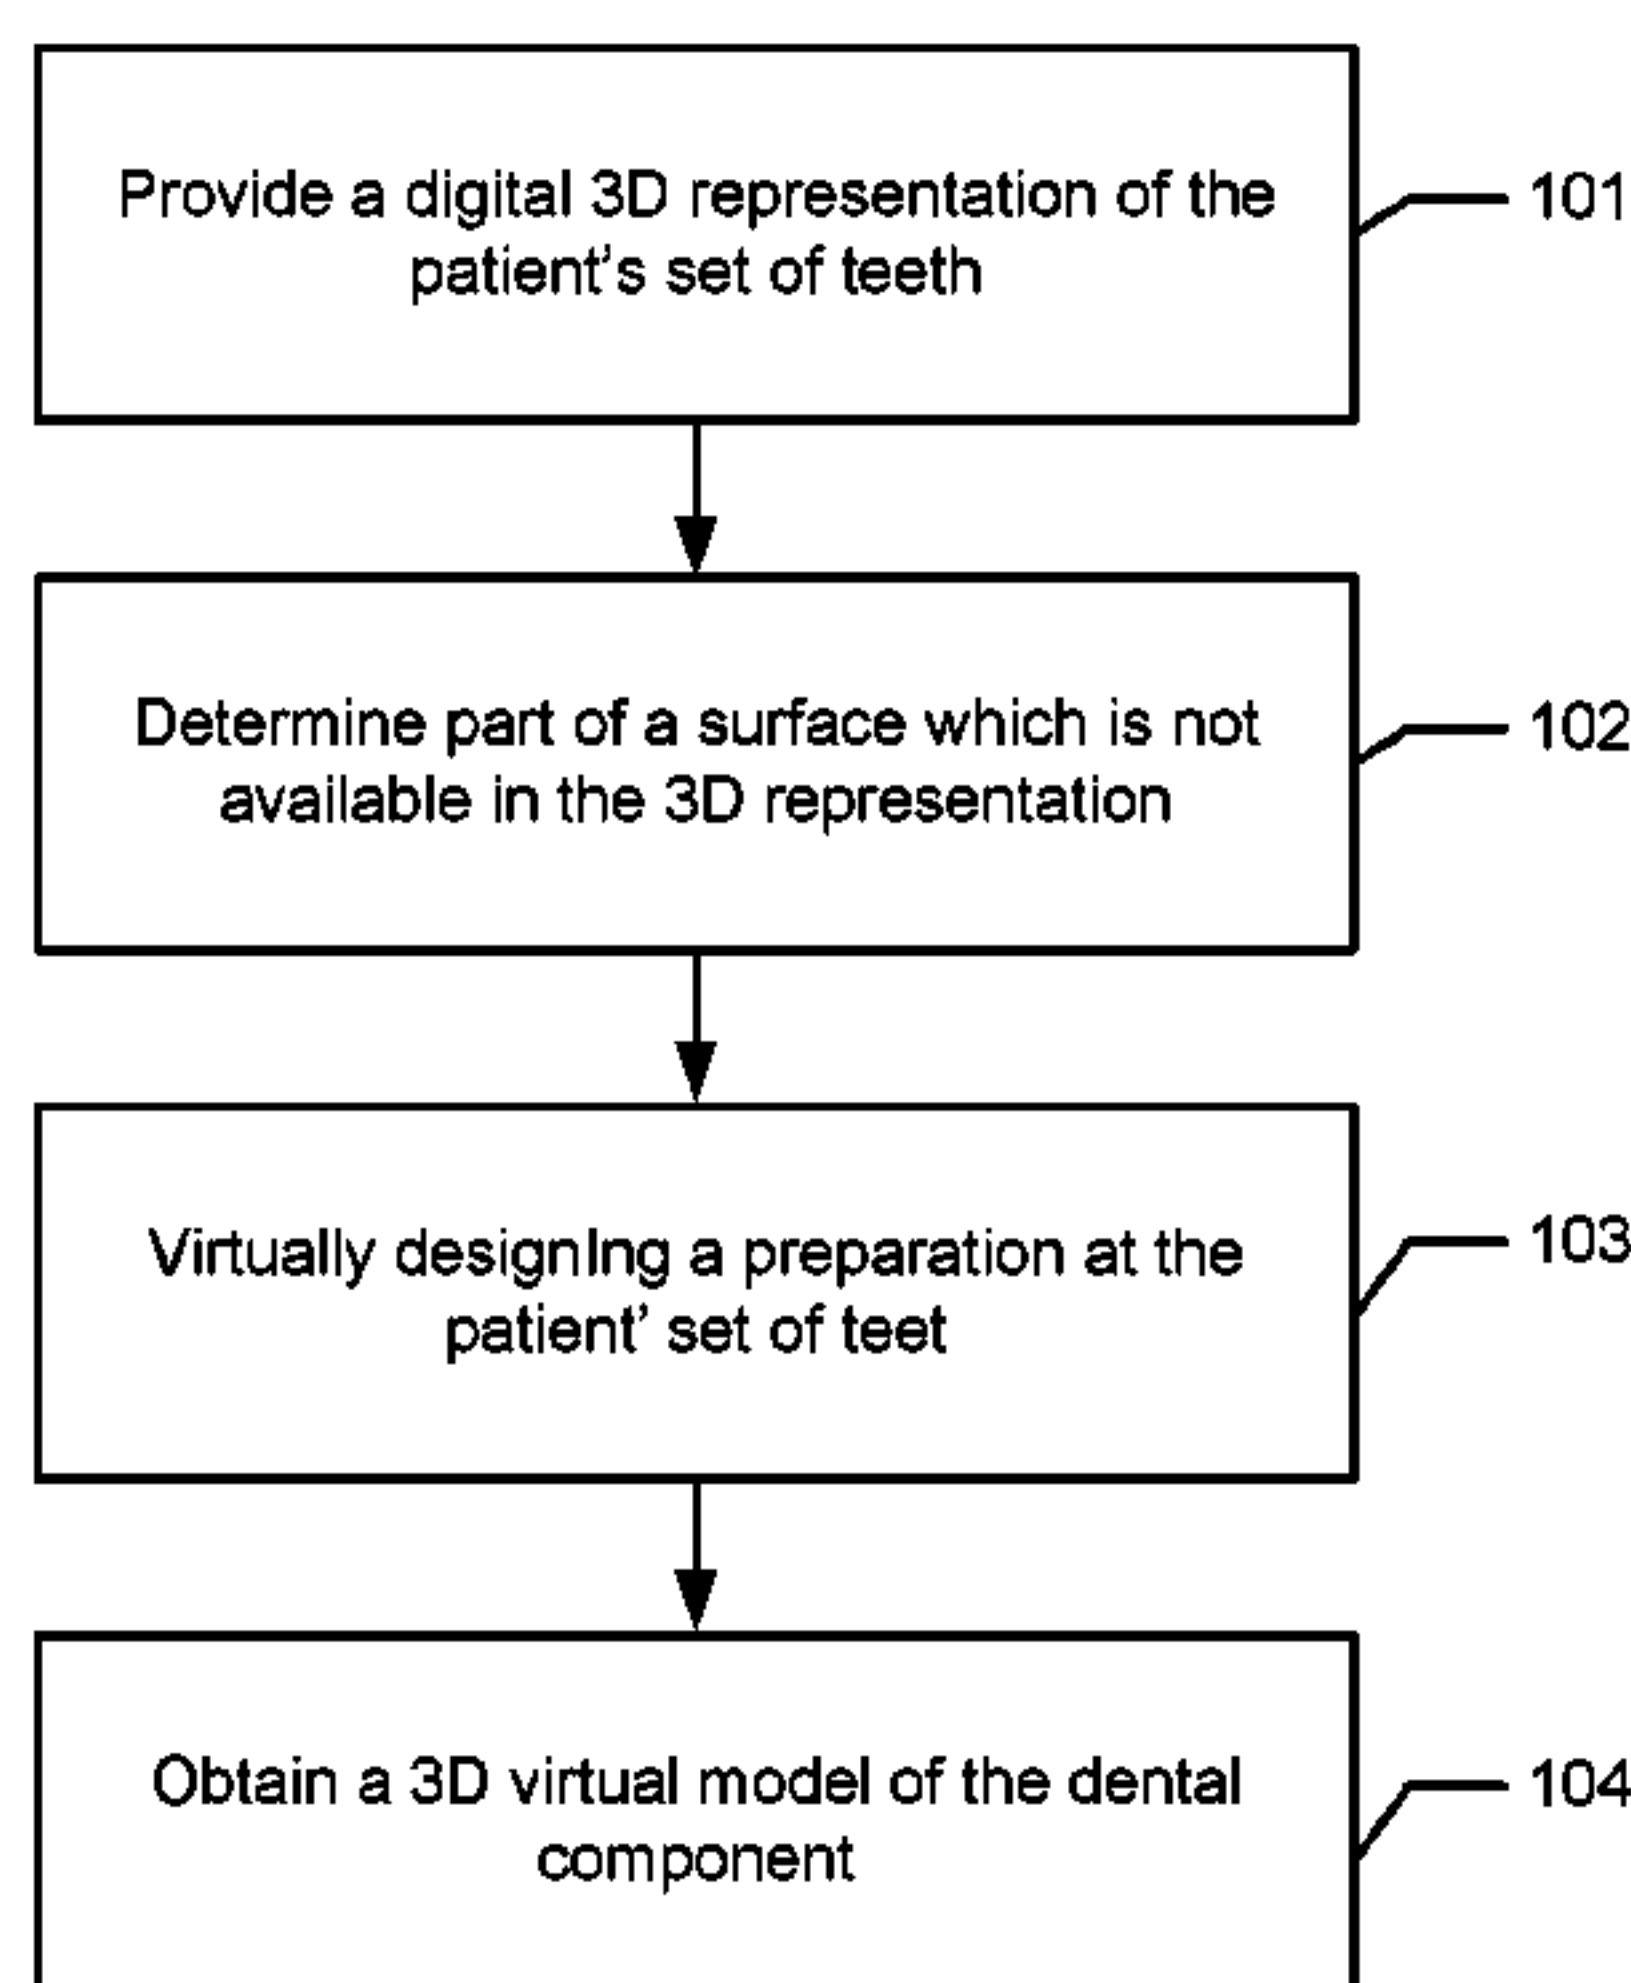 Provide a digital 3D representation of the
patient's set of teeth
101
Determine part of a surface which is not
available in the 3D representation
102
Virtually designIng a preparation at the
patient' set of teet
103
Obtain a 3D virtual model of the dental
component
104